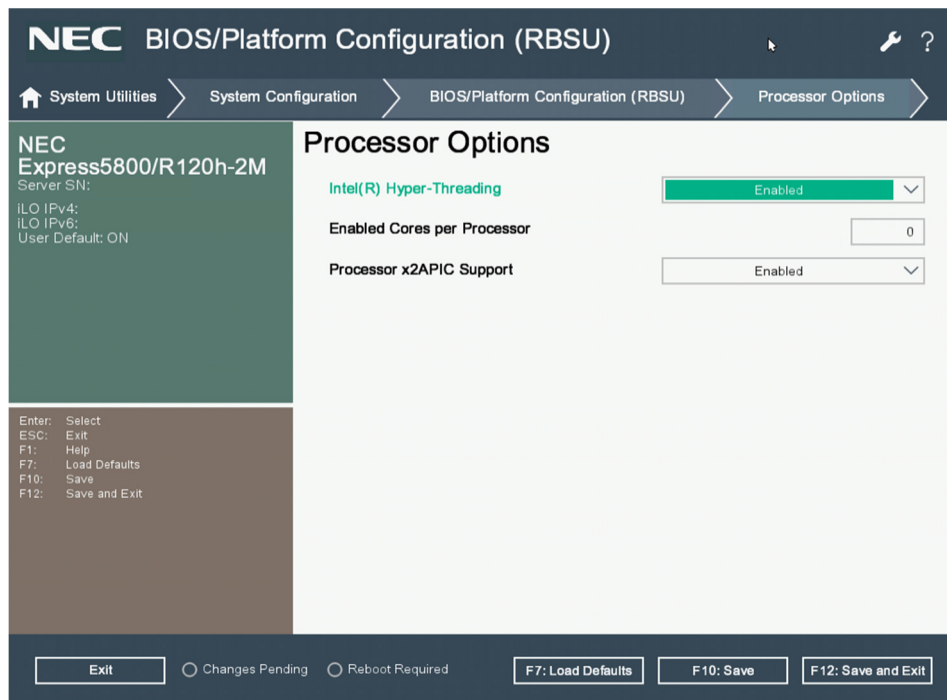 NEC BIOS/Platform Configuration (RBSU) ?
System Utilities System Configuration BIOS/Platform Configuration (RBSU) Processor Options
NEC
Express5800/R120h-2M
Server SN:
iLO IPv4:
iLO IPv6:
User Default: ON
Processor Options
Intel(R) Hyper-Threading Enabled
Enabled Cores per Processor 0
Processor x2APIC Support Enabled
Enter: Select
ESC: Exit
F1: Help
F7: Load Defaults
F10: Save
F12: Save and Exit
Exit Changes Pending Reboot Required F7: Load Defaults F10: Save F12: Save and Exit